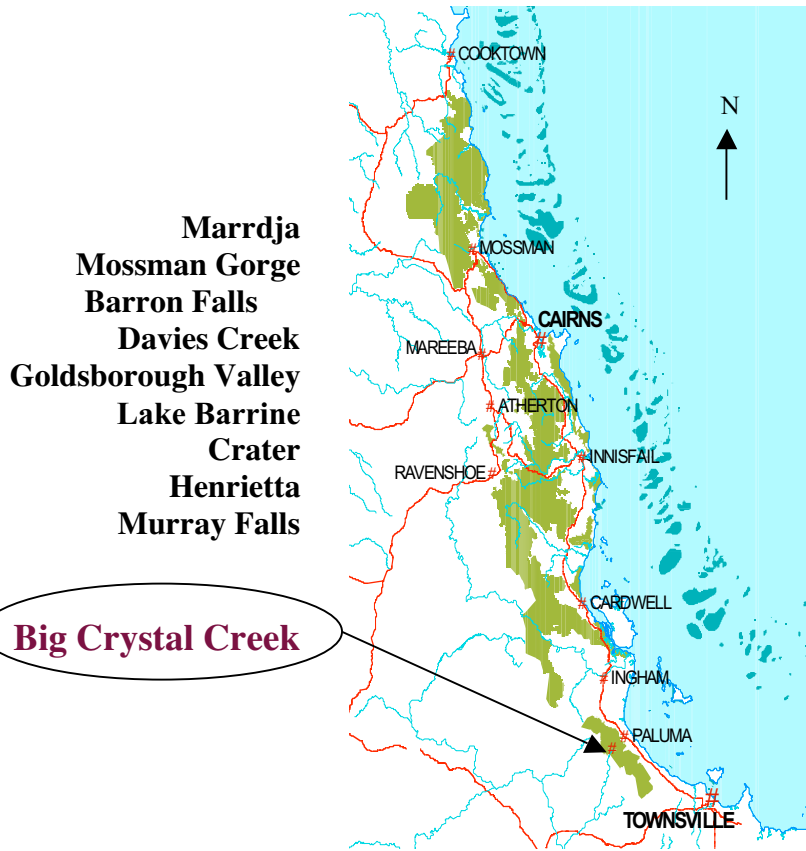 Marrdja
Mossman Gorge
Barron Falls
Davies Creek
Goldsborough Valley
Lake Barrine
Crater
Henrietta
Murray Falls
Big Crystal Creek
N
# COOKTOWN
# MOSSMAN
CAIRNS
#
MAREEBA #
# ATHERTON
# INNISFAIL
RAVENSHOE #
# CARDWELL
# INGHAM
# PALUMA
#
#
TOWNSVILLE